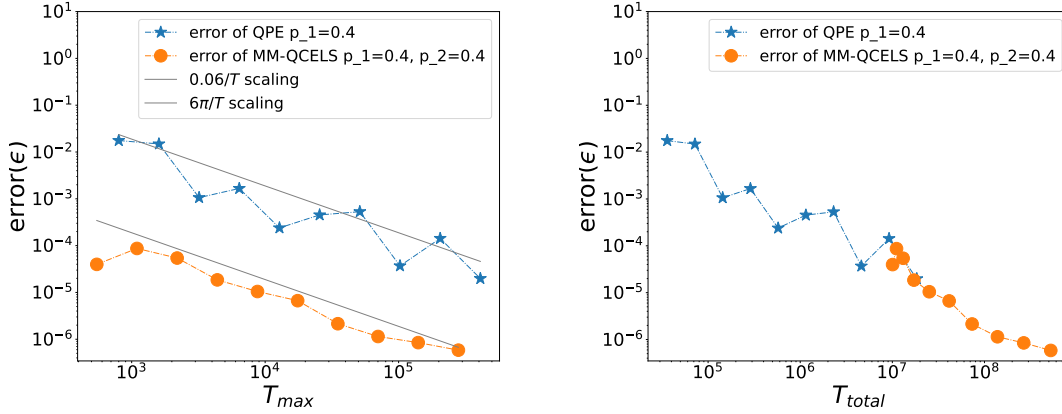 error of QPE p_1=0.4
error of MM-QCELS p_1=0.4, p_2=0.4
0.06/T scaling
6π/T scaling
10^1
10^0
10^-1
10^-2
10^-3
10^-4
10^-5
10^-6
error(ϵ)
10^3
10^4
10^5
T_max
error of QPE p_1=0.4
error of MM-QCELS p_1=0.4, p_2=0.4
10^1
10^0
10^-1
10^-2
10^-3
10^-4
10^-5
10^-6
error(ϵ)
10^5
10^6
10^7
10^8
T_total